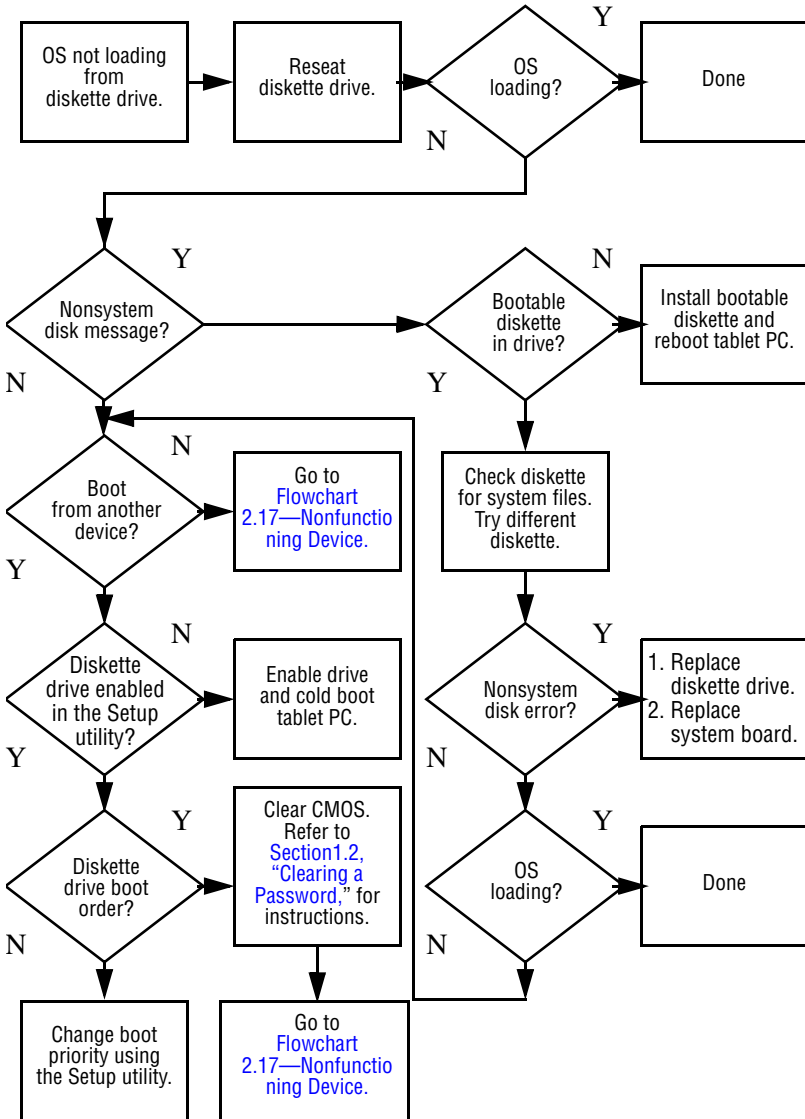 OS not loading
from
diskette drive.
Reseat
diskette drive.
OS
loading?
Y
Done
N
Nonsystem
disk message?
Y
N
Bootable
diskette
in drive?
N
Install bootable
diskette and
reboot tablet PC.
Y
Boot
from another
device?
N
Go to
Flowchart
2.17—Nonfunctio
ning Device.
Y
Check diskette
for system files.
Try different
diskette.
Diskette
drive enabled
in the Setup
utility?
N
Enable drive
and cold boot
tablet PC.
Y
Nonsystem
disk error?
Y
1. Replace
diskette drive.
2. Replace
system board.
N
Diskette
drive boot
order?
Y
Clear CMOS.
Refer to
Section1.2,
“Clearing a
Password,” for
instructions.
N
OS
loading?
Y
Done
N
Change boot
priority using
the Setup utility.
Go to
Flowchart
2.17—Nonfunctio
ning Device.